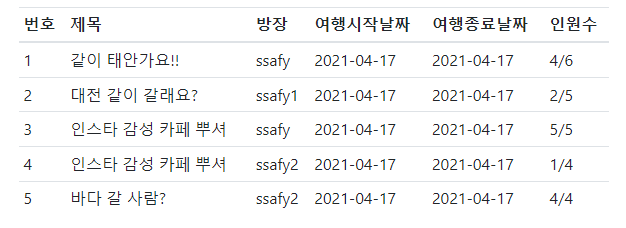 번호 제목 방장 여행시작날짜 여행종료날짜 인원수
1 같이 태안가요!! ssafy 2021-04-17 2021-04-17 4/6
2 대전 같이 갈래요? ssafy1 2021-04-17 2021-04-17 2/5
3 인스타 감성 카페 뿌셔 ssafy 2021-04-17 2021-04-17 5/5
4 인스타 감성 카페 뿌셔 ssafy2 2021-04-17 2021-04-17 1/4
5 바다 갈 사람? ssafy2 2021-04-17 2021-04-17 4/4